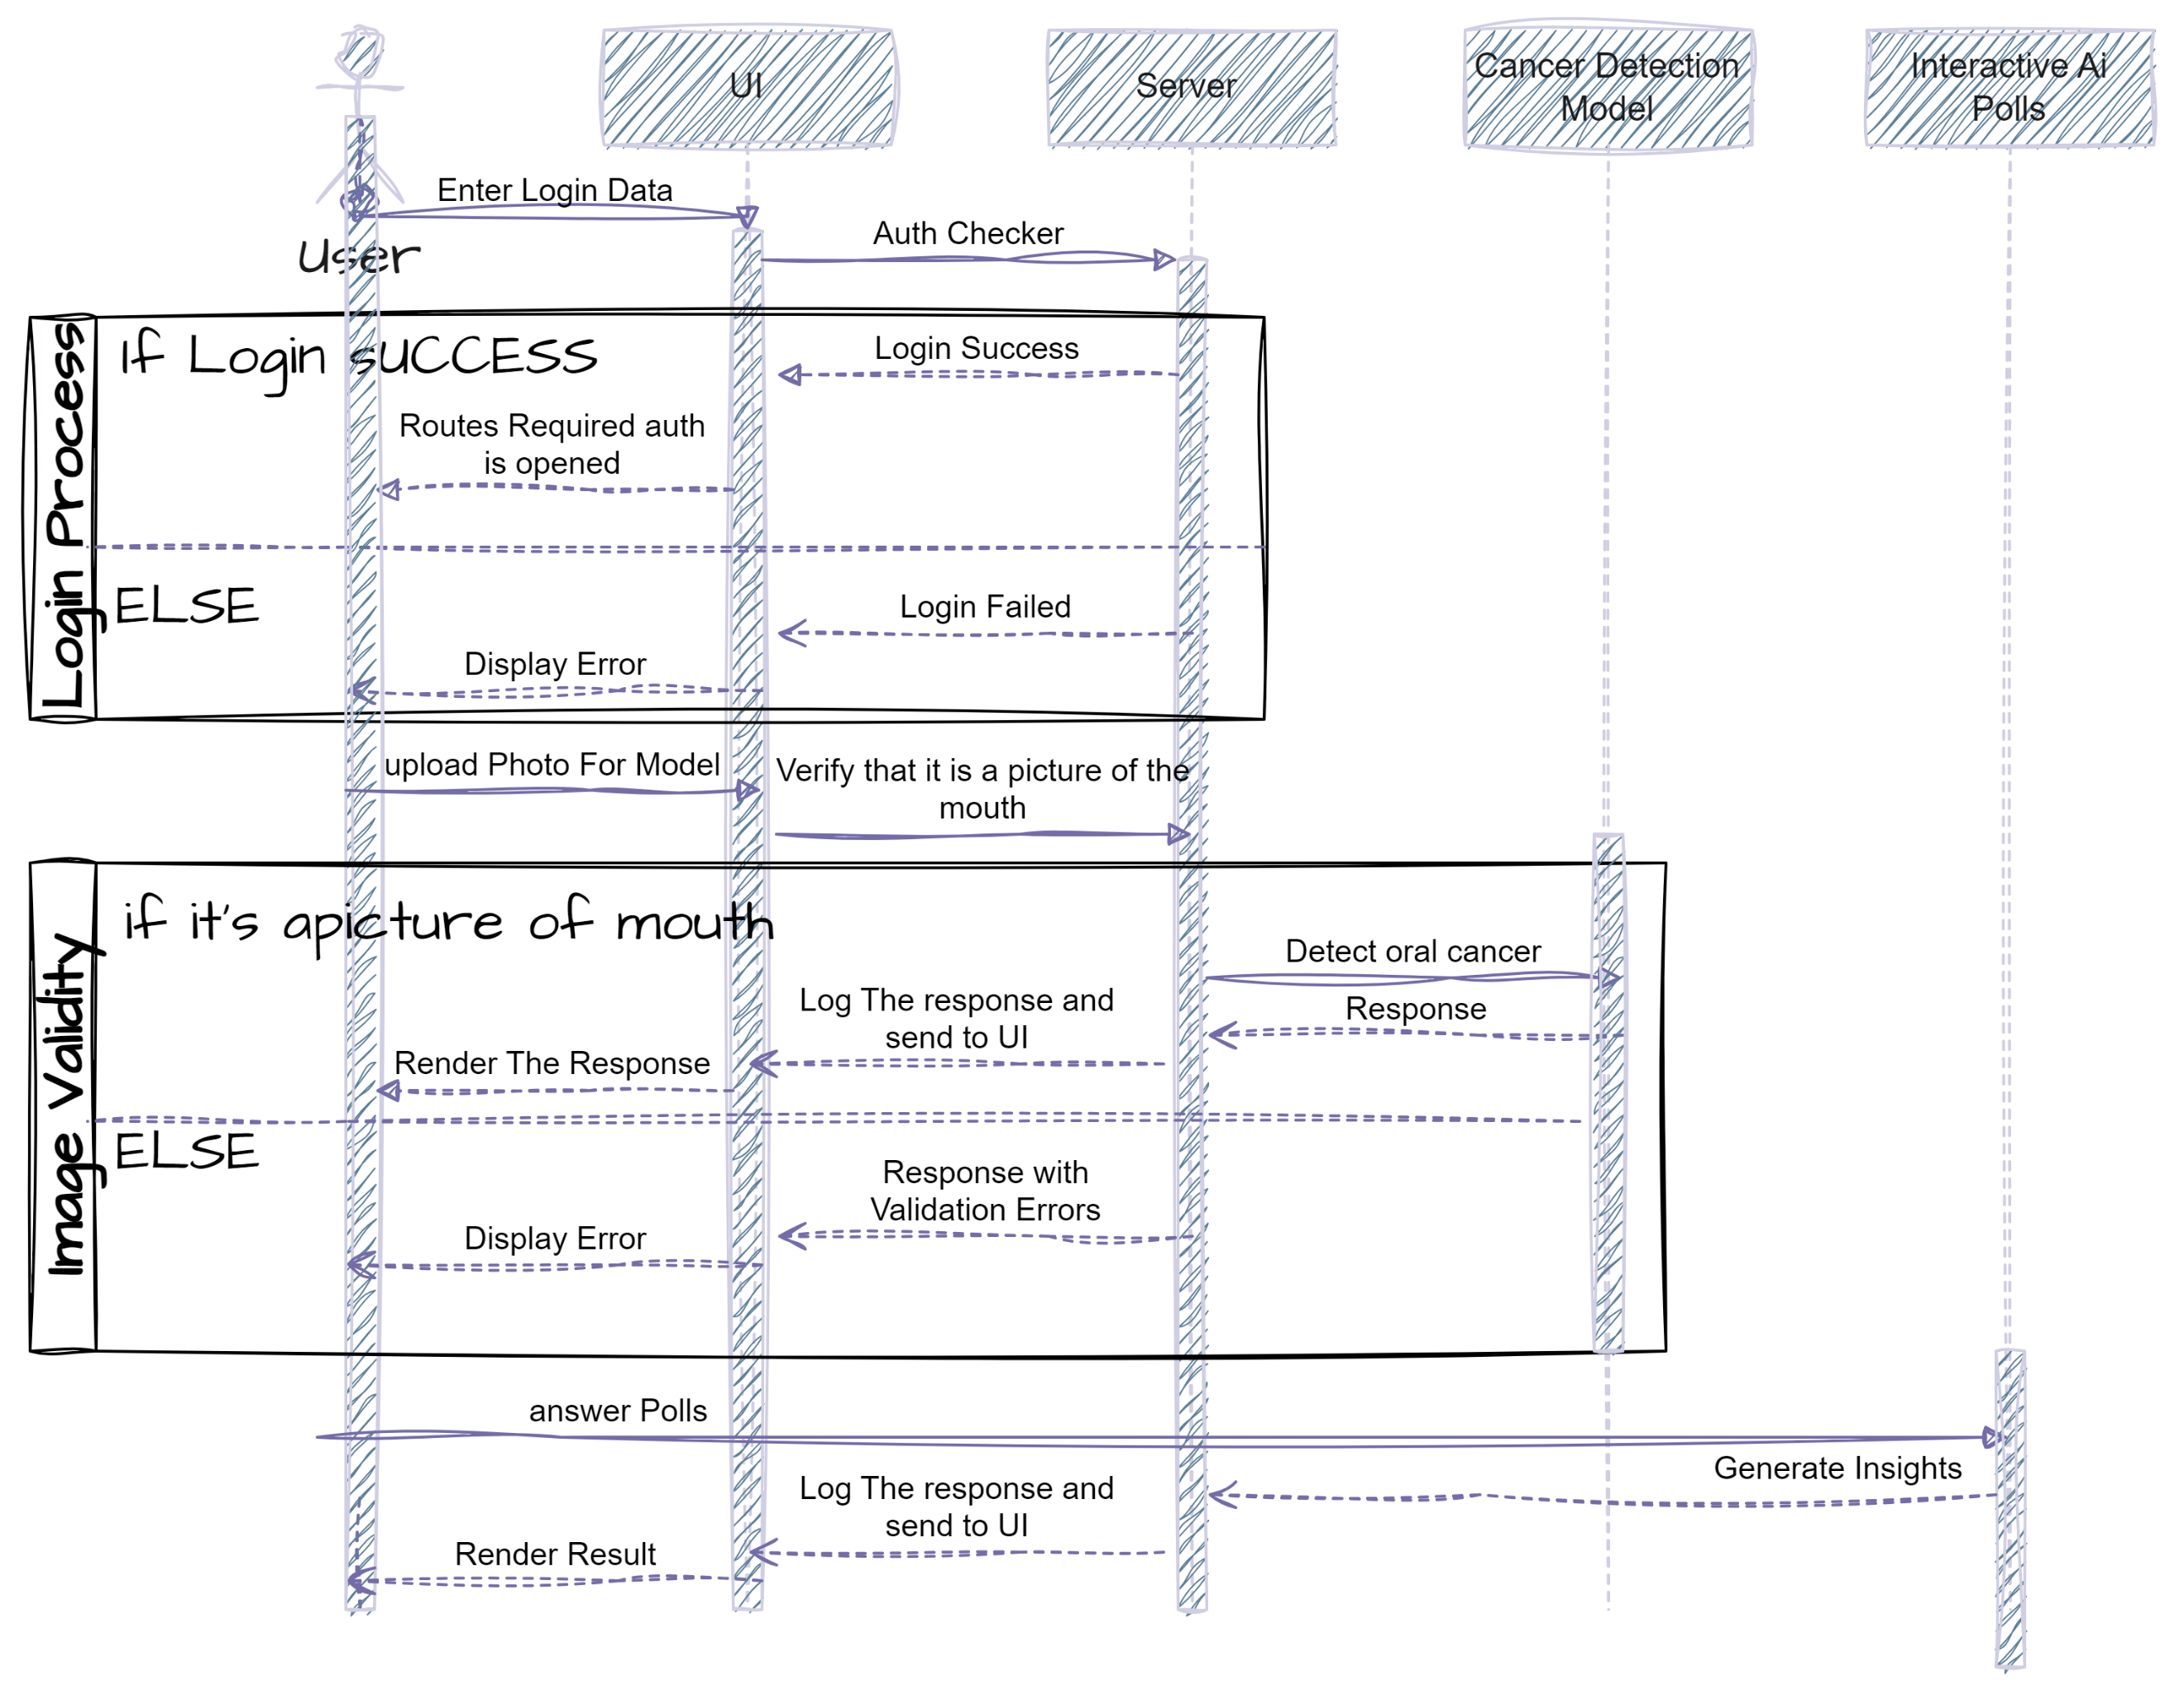 UI
Server
Cancer Detection
Model
Interactive Ai
Polls
User
Enter Login Data
Auth Checker
Login Process
If Login sUCCESS
Login Success
Routes Required auth
is opened
ELSE
Login Failed
Display Error
upload Photo For Model
Verify that it is a picture of the
mouth
Image Validity
if it's apicture of mouth
Detect oral cancer
Response
Log The response and
send to UI
Render The Response
ELSE
Response with
Validation Errors
Display Error
answer Polls
Generate Insights
Log The response and
send to UI
Render Result